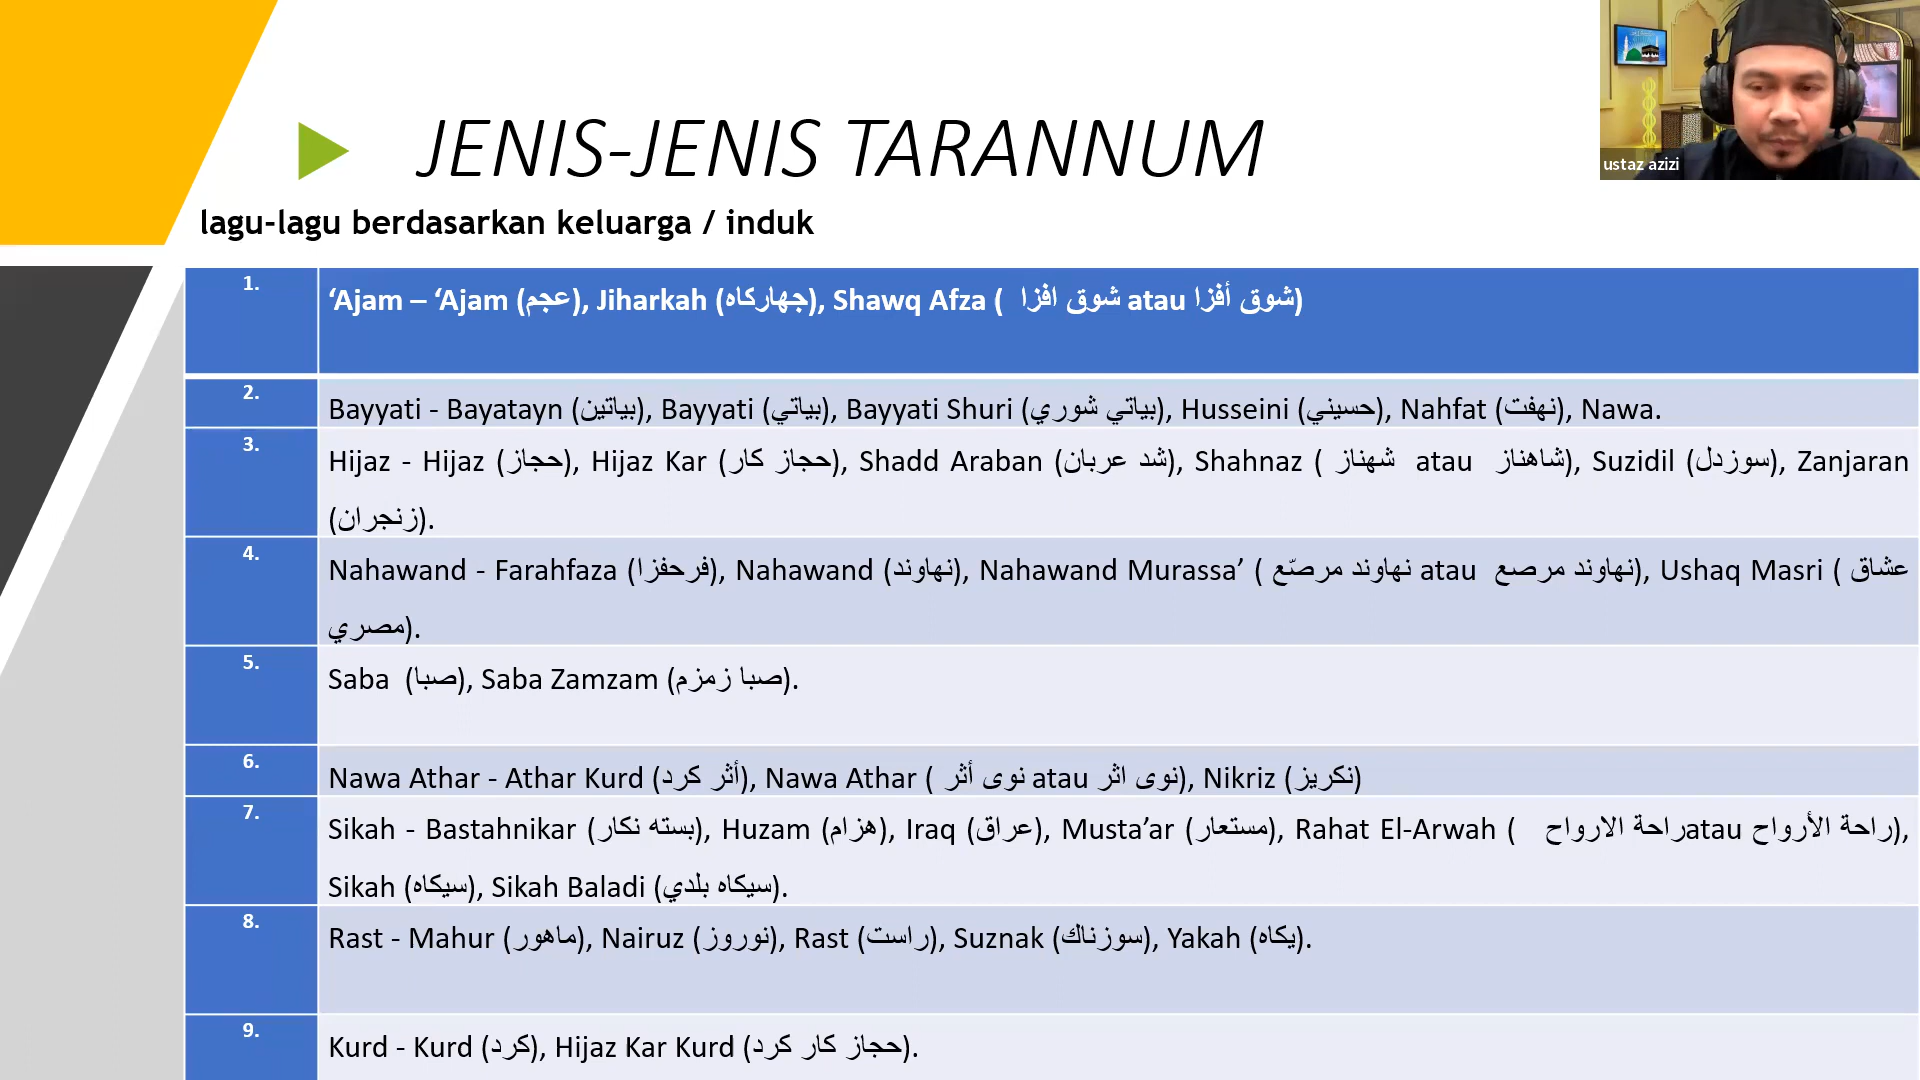 JENIS-JENIS TARANNUM
lagu-lagu berdasarkan keluarga / induk
1.
‘Ajam – ‘Ajam (عجم), Jiharkah (جهاركاه), Shawq Afza ( شوق افزا atau شوق أفزا)
2.
Bayyati - Bayatayn (بياتين), Bayyati (بياتي), Bayyati Shuri (بياتي شوري), Husseini (حسيني), Nahfat (نهفت), Nawa.
3.
Hijaz - Hijaz (حجاز), Hijaz Kar (حجاز كار), Shadd Araban (شد عربان), Shahnaz ( شهناز atau شاهناز), Suzidil (سوزدل), Zanjaran
(زنجران).
4.
Nahawand - Farahfaza (فرحفزا), Nahawand (نهاوند), Nahawand Murassa’ ( نهاوند مرصّع atau نهاوند مرصع), Ushaq Masri ( عشاق
مصري).
5.
Saba (صبا), Saba Zamzam (صبا زمزم).
6.
Nawa Athar - Athar Kurd (أثر كرد), Nawa Athar ( نوى أثر atau نوى اثر), Nikriz (نكريز)
7.
Sikah - Bastahnikar (بسته نكار), Huzam (هزام), Iraq (عراق), Musta’ar (مستعار), Rahat El-Arwah ( راحة الارواح atau راحة الأرواح),
Sikah (سيكاه), Sikah Baladi (سيكاه بلدي).
8.
Rast - Mahur (ماهور), Nairuz (نوروز), Rast (راست), Suznak (سوزناك), Yakah (يكاه).
9.
Kurd - Kurd (كرد), Hijaz Kar Kurd (حجاز كار كرد).
ustaz azizi